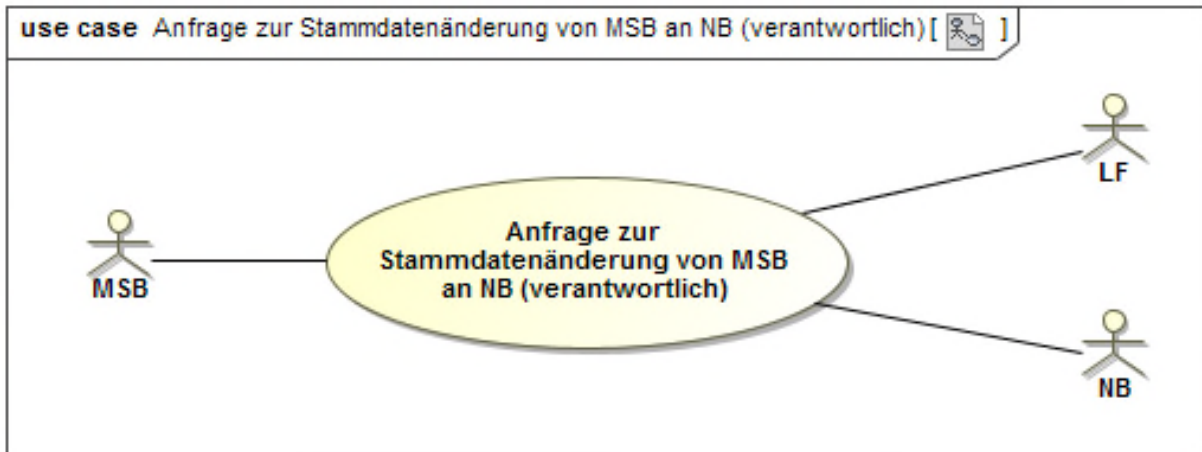 use case Anfrage zur Stammdatenänderung von MSB an NB (verantwortlich) [ ]
LF
Anfrage zur
Stammdatenänderung von MSB
an NB (verantwortlich)
MSB
NB